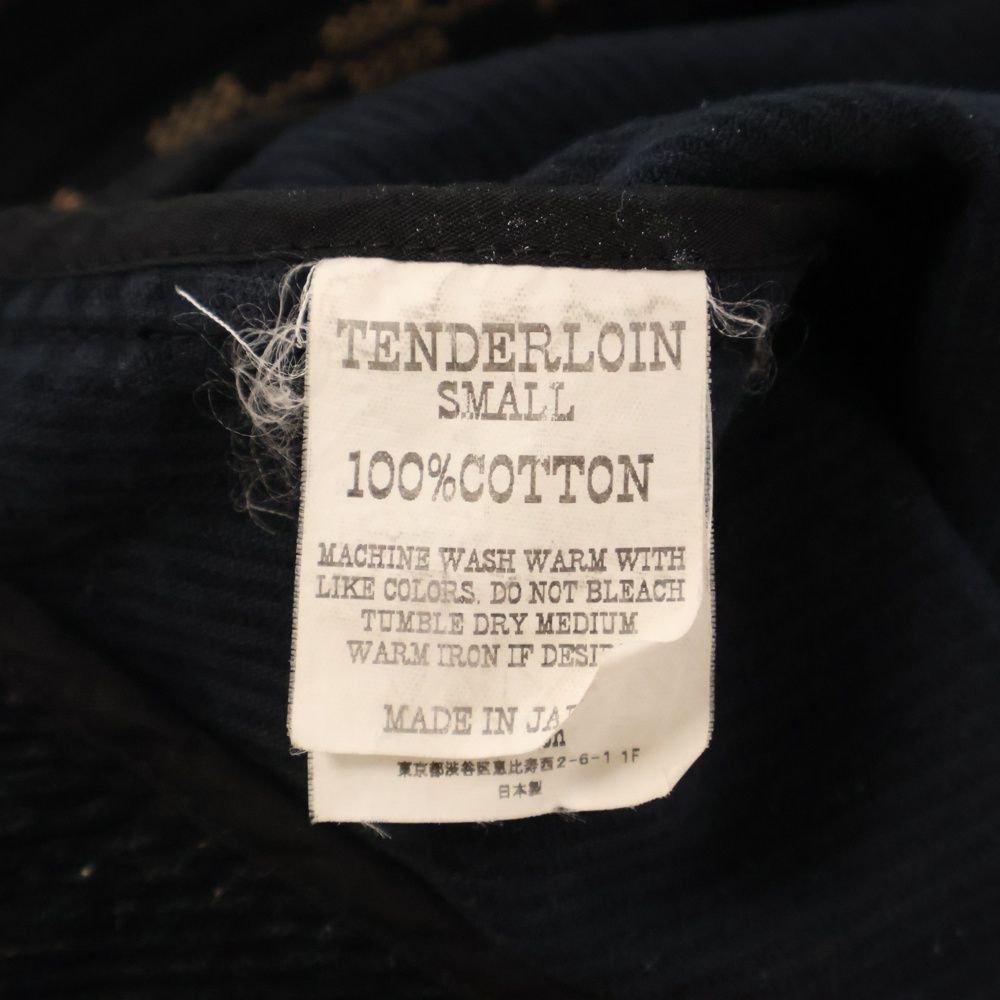 TENDERLOIN
SMALL
100%COTTON
MACHINE WASH WARM WITH
LIKE COLORS. DO NOT BLEACH
TUMBLE DRY MEDIUM
WARM IRON IF
MADE IN
東京都渋谷区恵比寿西2-6-1 1F
日本製